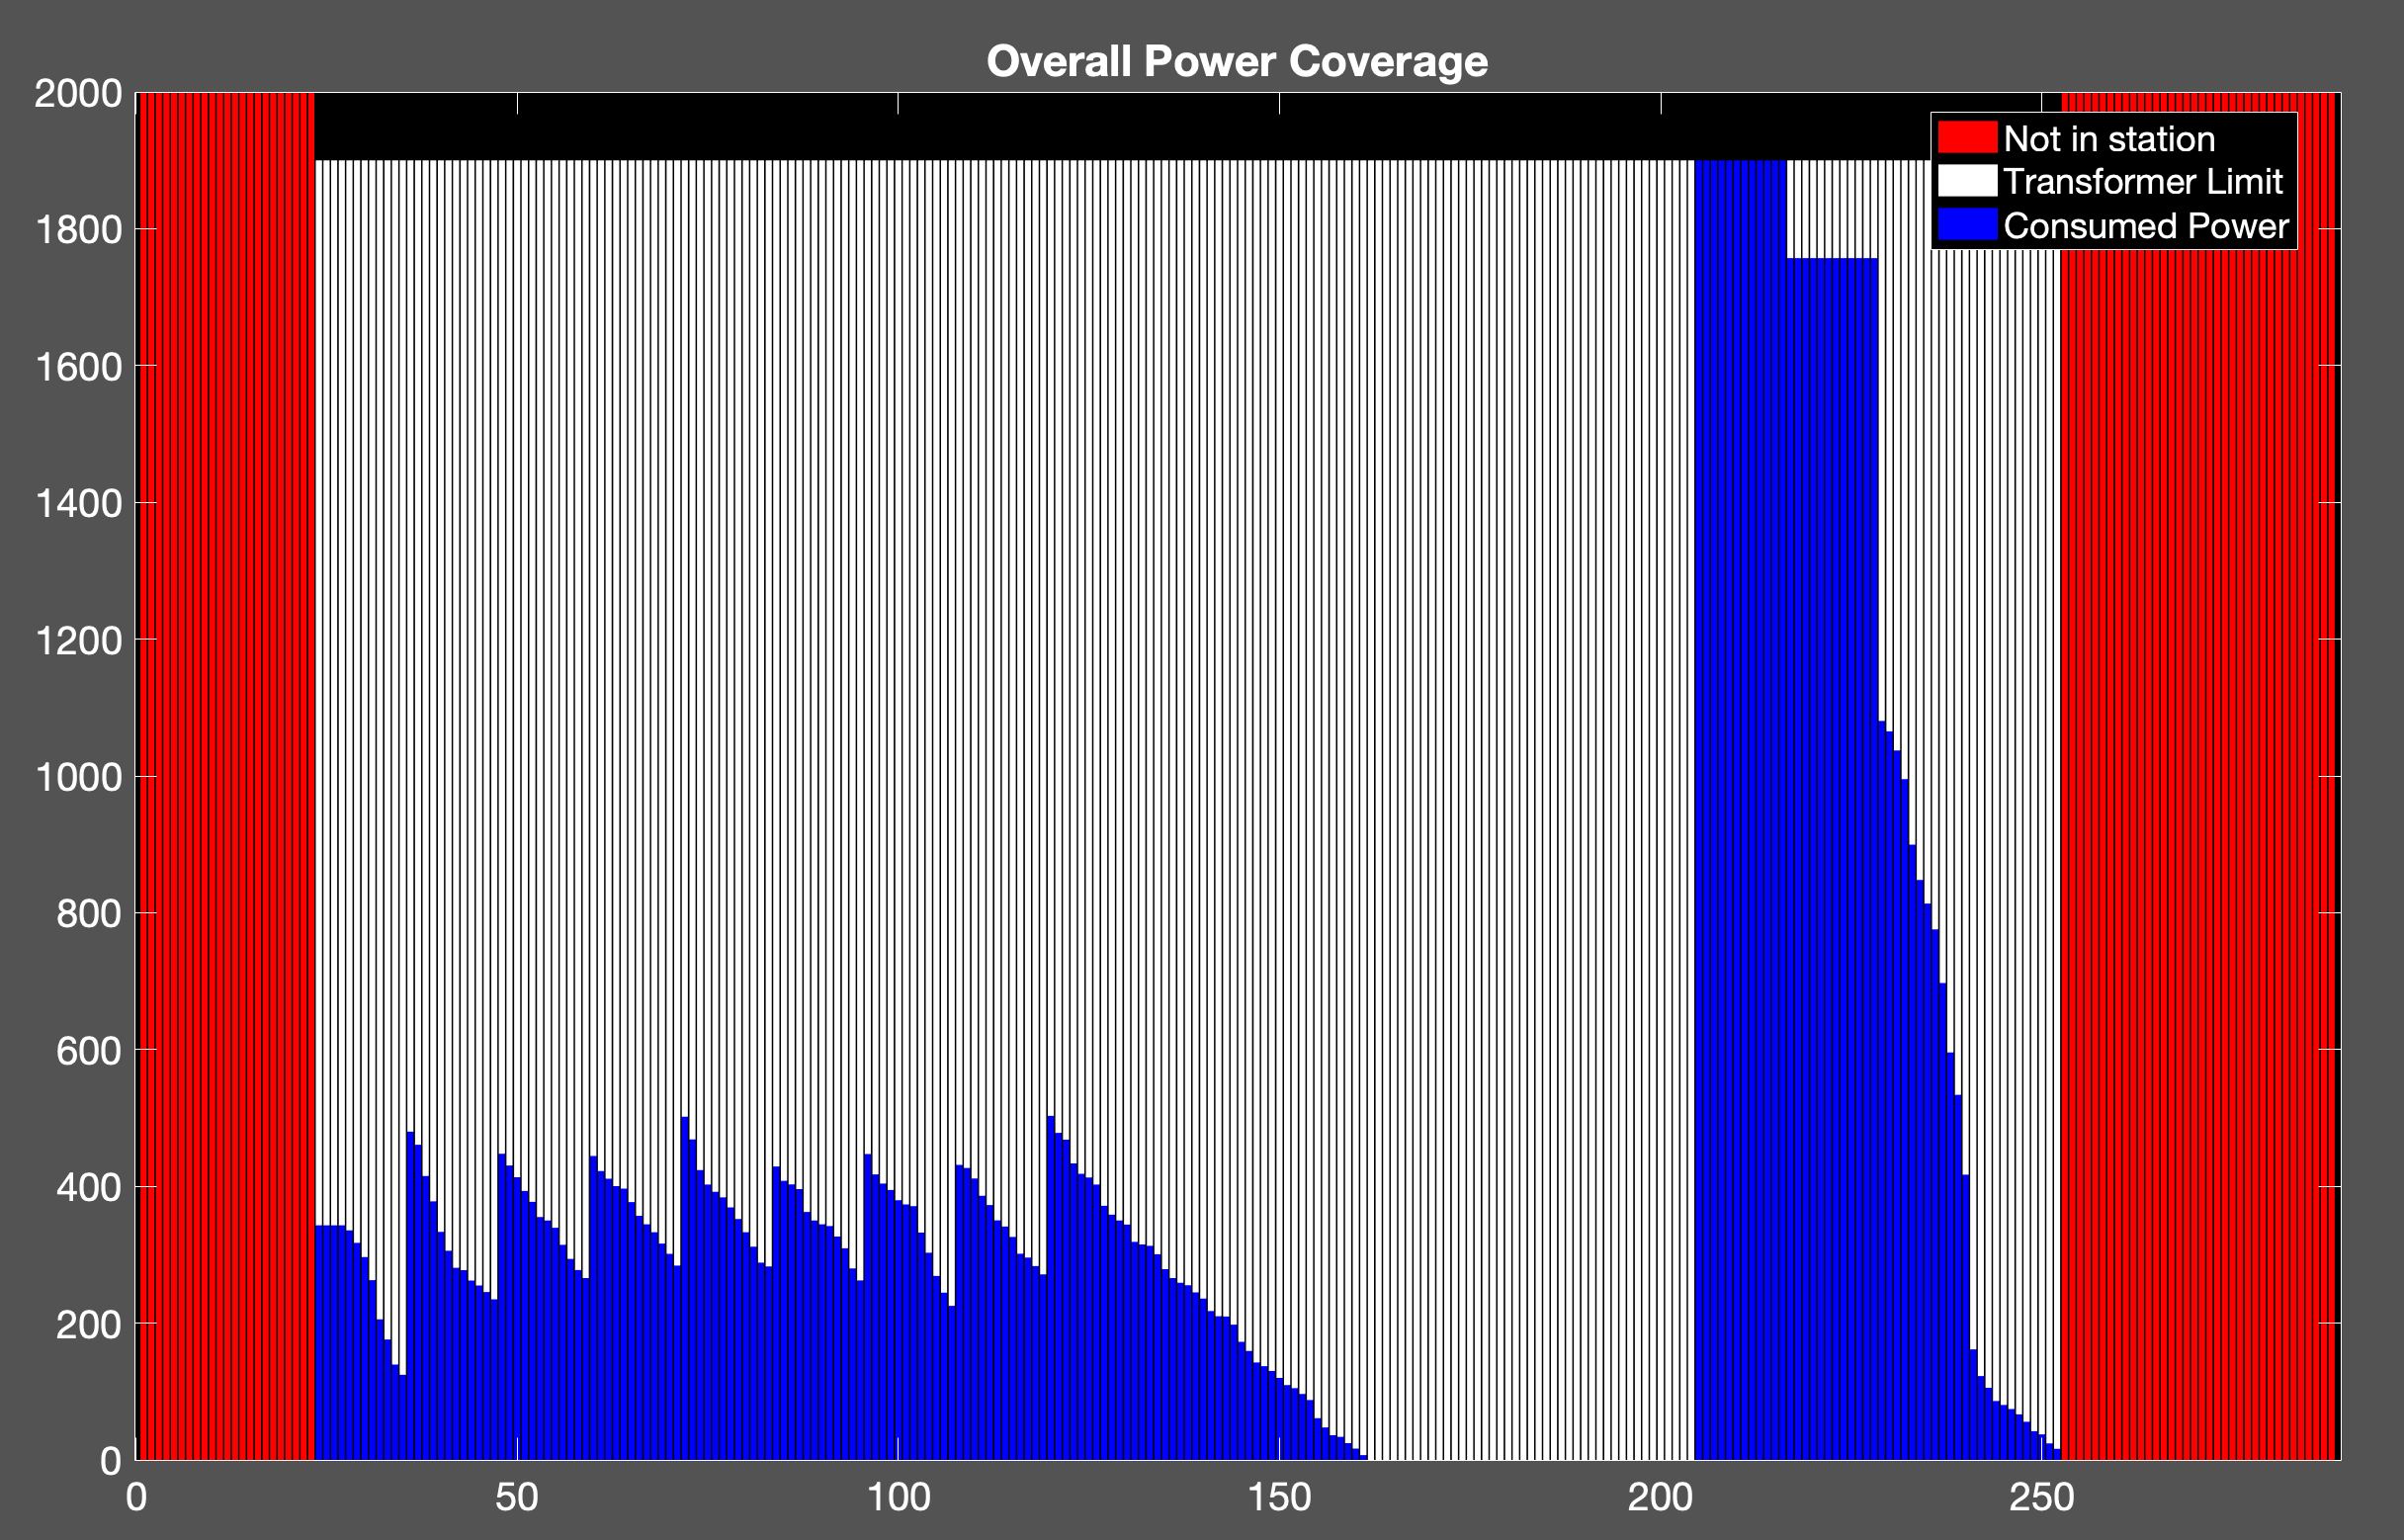 Overall Power Coverage
2000
1800
1600
1400
1200
1000
800
600
400
200
0
Not in station
Transformer Limit
Consumed Power
0 50 100 150 200 250